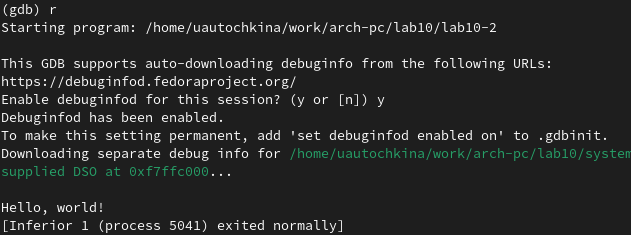 (gdb) r
Starting program: /home/uautochkina/work/arch-pc/lab10/lab10-2
This GDB supports auto-downloading debuginfo from the following URLs:
https://debuginfod.fedoraproject.org/
Enable debuginfod for this session? (y or [n]) y
Debuginfod has been enabled.
To make this setting permanent, add 'set debuginfod enabled on' to .gdbinit.
Downloading separate debug info for /home/uautochkina/work/arch-pc/lab10/system
supplied DSO at 0xf7ffc000...
Hello, world!
[Inferior 1 (process 5041) exited normally]